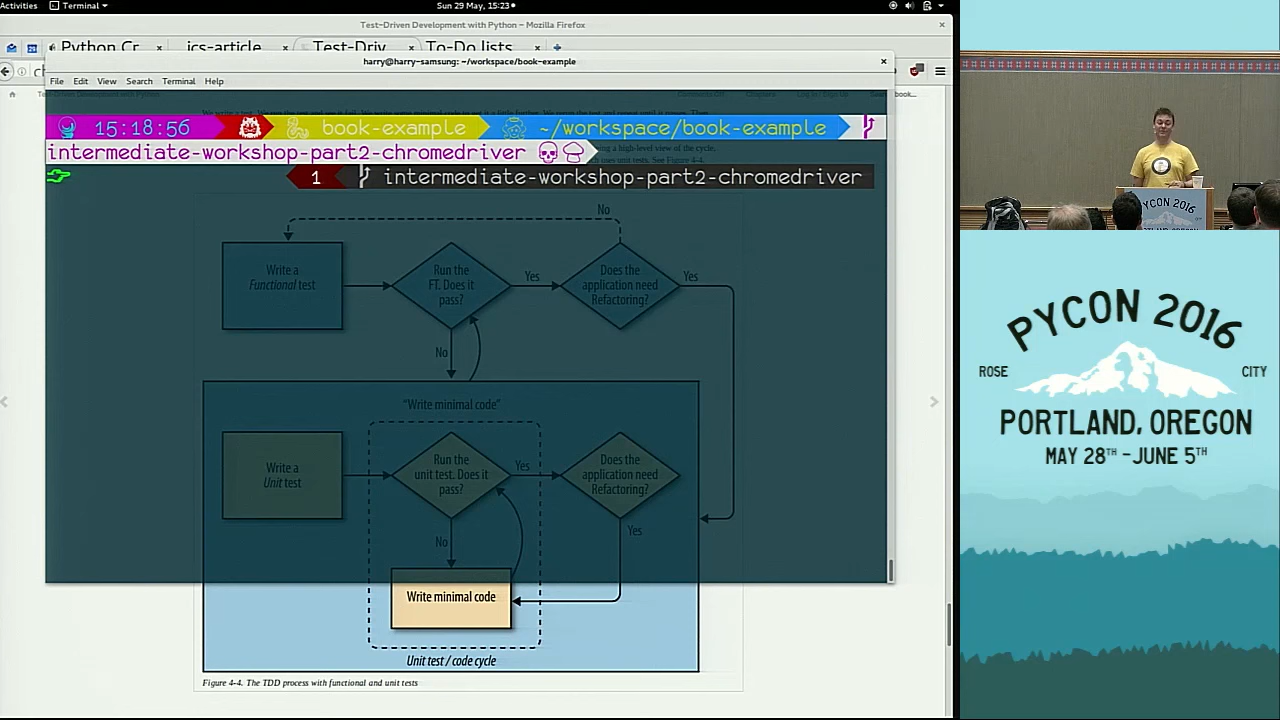 Activities
Terminal
Sun 29 May, 15:23
Test-Driven Development with Python – Mozilla Firefox
Python Cr
ics-article
Test-Driv
To-Do lists
harry@harry-samsung: ~/workspace/book-example
File Edit View Search Terminal Help
15:18:56 book-example ~/workspace/book-example
intermediate-workshop-part2-chromedriver
1 intermediate-workshop-part2-chromedriver
No
Write a
Functional test
Run the
FT. Does it
pass?
Yes
Does the
application need
Refactoring?
Yes
No
"Write minimal code"
Write a
Unit test
Run the
unit test. Does it
pass?
Yes
Does the
application need
Refactoring?
No
Yes
Write minimal code
Unit test / code cycle
Figure 4-4. The TDD process with functional and unit tests
PYCON 2016
PORTLAND, OREGON
PYCON 2016
ROSE CITY
PORTLAND, OREGON
MAY 28TH - JUNE 5TH